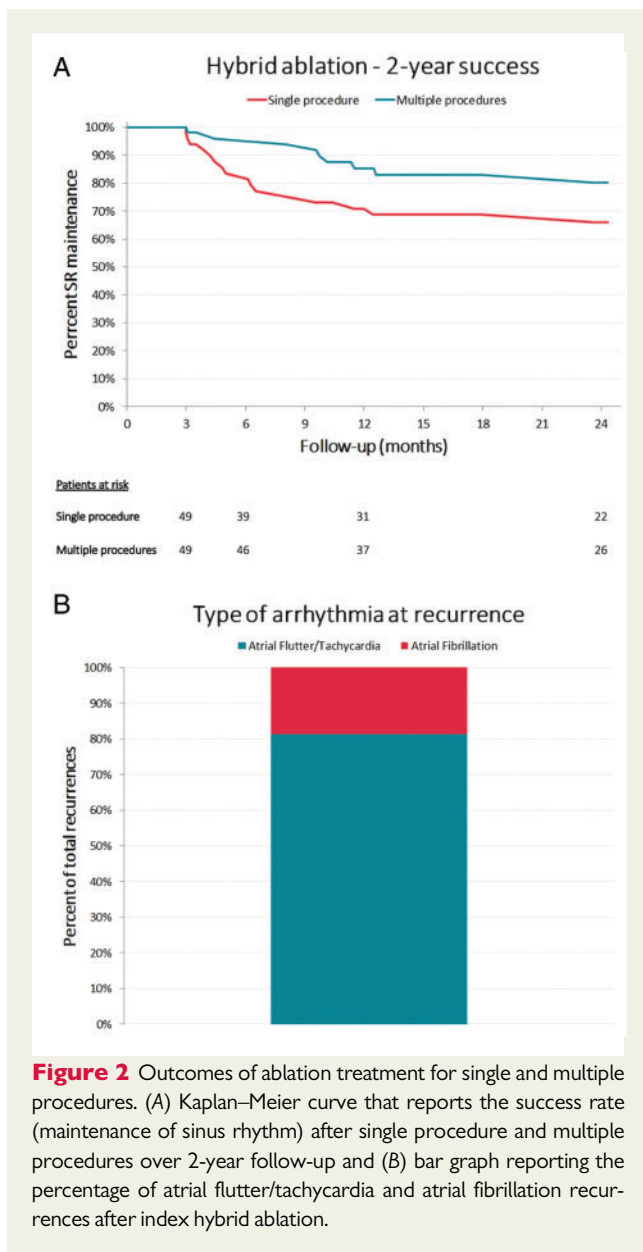 A
Hybrid ablation - 2-year success
Single procedure Multiple procedures
100%
90%
80%
70%
60%
50%
40%
30%
20%
10%
0%
Perrcent SR maintenance
0 3 6 9 12 15 18 21 24
Follow-up (months)
Patients at risk
Single procedure 49 39 31 22
Multiple procedures 49 46 37 26
B
Type of arrhythmia at recurrence
Atrial Flutter/Tachycardia Atrial Fibrillation
100%
90%
80%
70%
60%
50%
40%
30%
20%
10%
0%
Percent of total recurrences
Figure 2 Outcomes of ablation treatment for single and multiple
procedures. (A) Kaplan–Meier curve that reports the success rate
(maintenance of sinus rhythm) after single procedure and multiple
procedures over 2-year follow-up and (B) bar graph reporting the
percentage of atrial flutter/tachycardia and atrial fibrillation recur-
rences after index hybrid ablation.